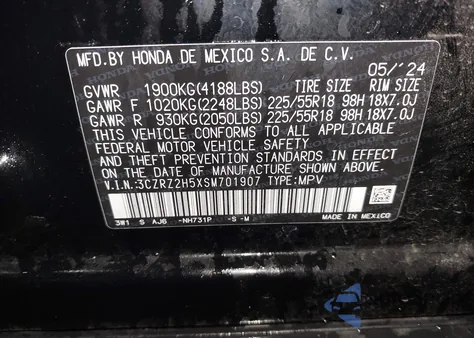 MFD.BY HONDA DE MEXICO S.A. DE C.V.
05/'24
GVWR 1900KG(4188LBS) TIRE SIZE RIM SIZE
GAWR F 1020KG(2248LBS) 225/55R18 98H 18X7.0J
GAWR R 930KG(2050LBS) 225/55R18 98H 18X7.0J
THIS VEHICLE CONFORMS TO ALL APPLICABLE
FEDERAL MOTOR VEHICLE SAFETY
AND THEFT PREVENTION STANDARDS IN EFFECT ON
THE DATE OF MANUFACTURE SHOWN ABOVE.
V.I.N.:3CZRZ2H5XSM701907 TYPE:MPV
3W1 S AJ6 -NH731P -S-M
MADE IN MEXICO